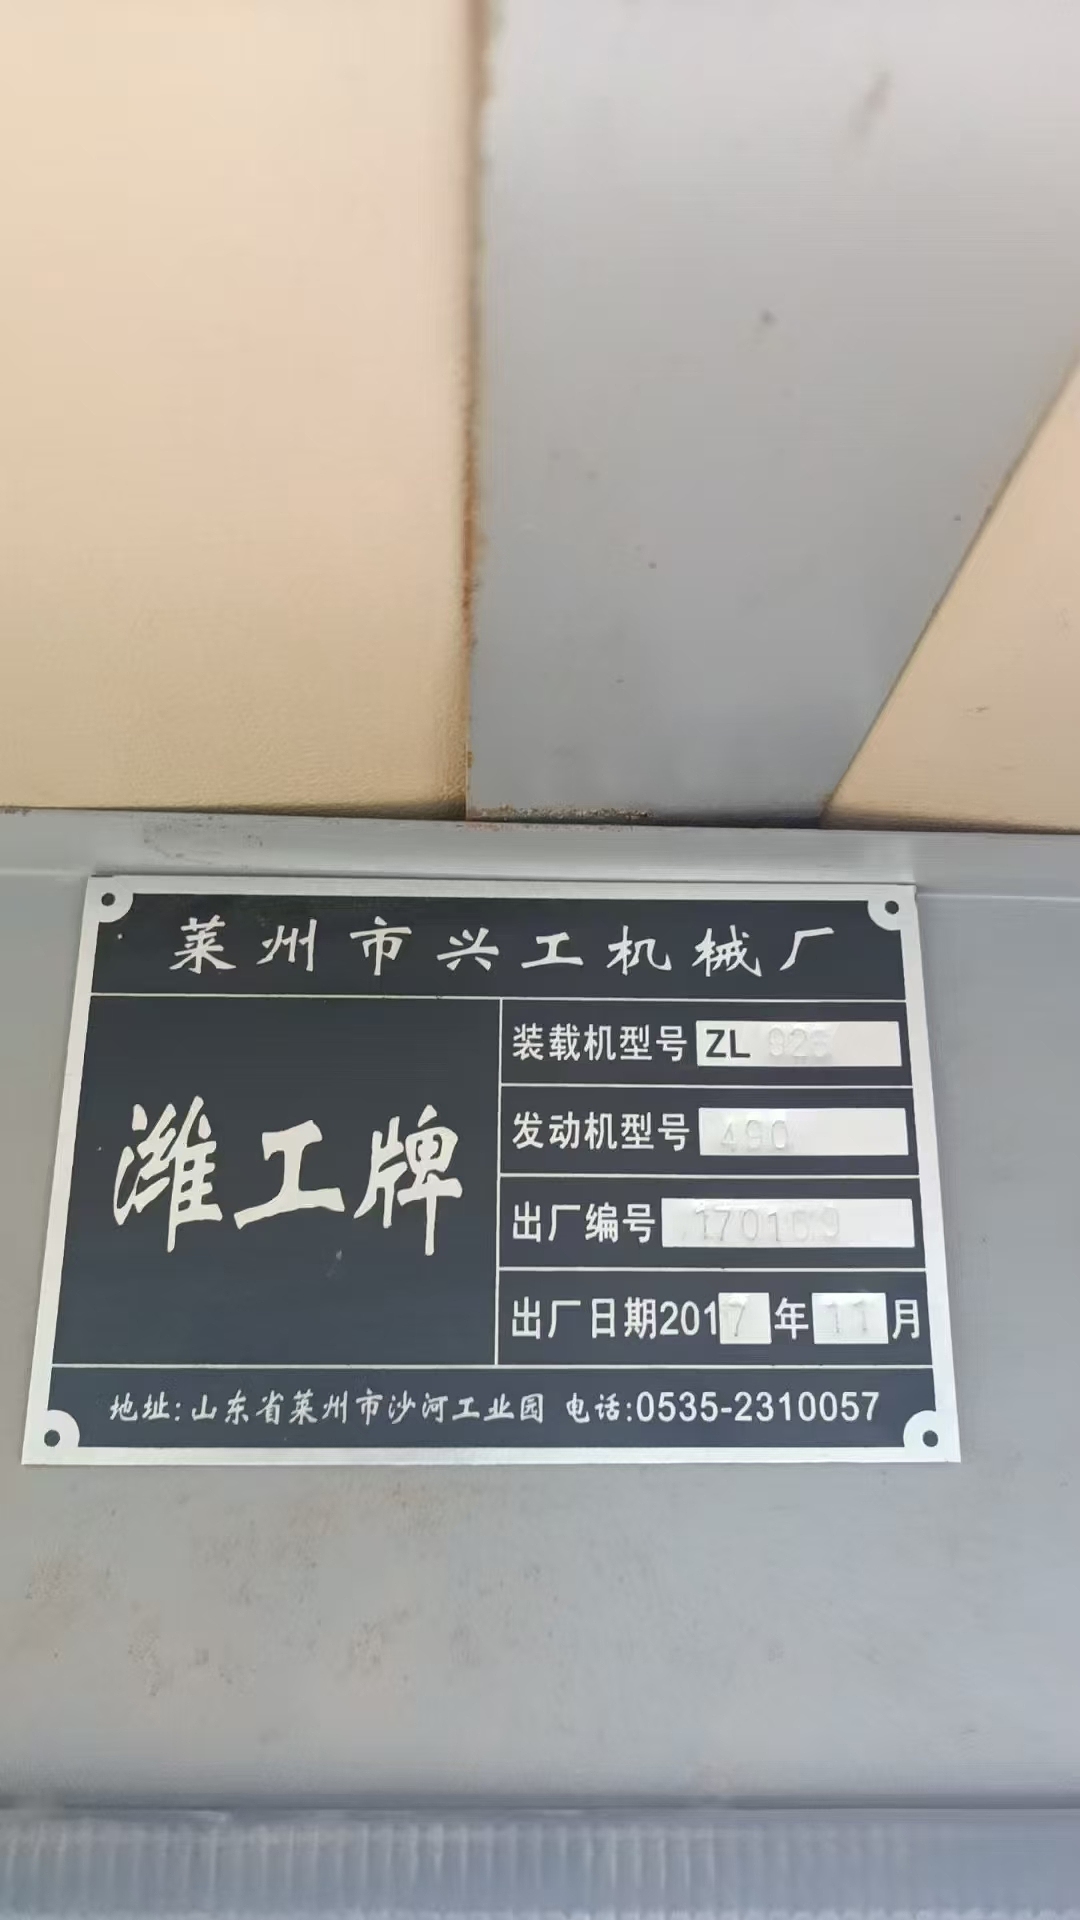 莱州市兴工机械厂
潍工牌
装载机型号 ZL 926
发动机型号 490
出厂编号 170169
出厂日期2017年11月
地址:山东省莱州市沙河工业园 电话:0535-2310057